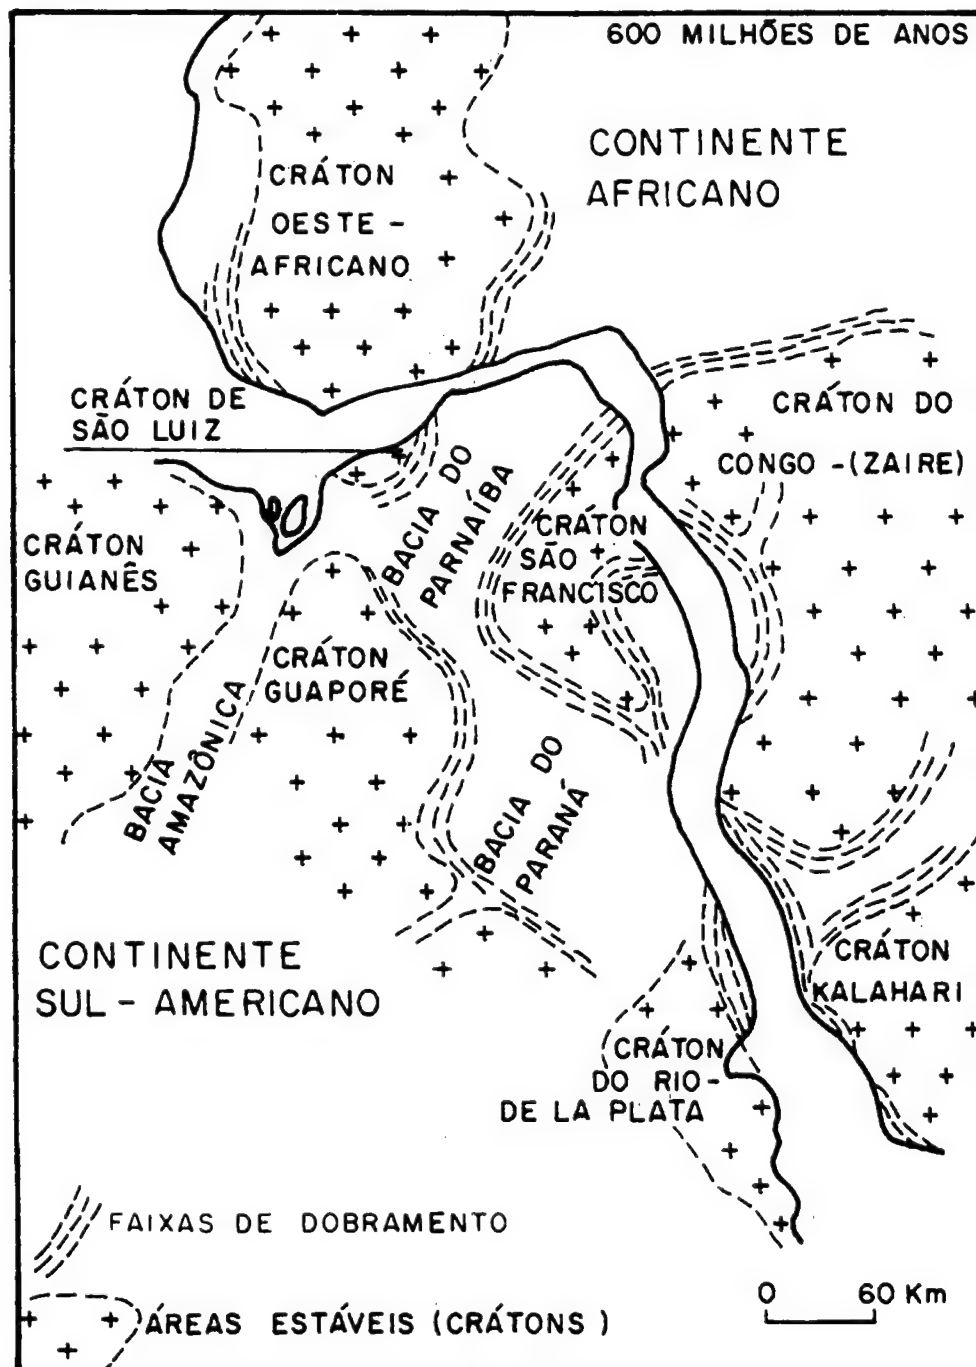 600 MILHÕES DE ANOS
CONTINENTE
AFRICANO
CRÁTON
OESTE-
AFRICANO
CRÁTON DE
SÃO LUIZ
CRÁTON DO
CONGO-(ZAIRE)
BACIA DO
PARNAÍBA
CRÁTON
SÃO
FRANCISCO
CRÁTON
GUIANÊS
CRÁTON
GUAPORÉ
BACIA
AMAZÔNICA
BACIA DO
PARANÁ
CONTINENTE
SUL-AMERICANO
CRÁTON
KALAHARI
CRÁTON
DO RIO-
DE LA PLATA
FAIXAS DE DOBRAMENTO
0 60 Km
ÁREAS ESTÁVEIS (CRÁTONS)